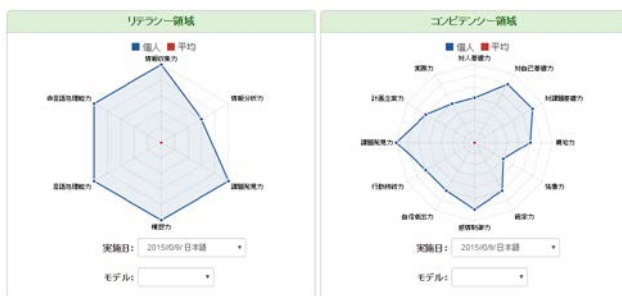 リテラシー領域
個人 平均
情報収集力
情報分析力
課題発見力
構想力
言語処理能力
非言語処理能力
実施日: 2015/6/9/ 日本語
モデル:
コンピテンシー領域
個人 平均
対人基礎力
対自己基礎力
対課題基礎力
親和力
協働力
統率力
感情制御力
自信創出力
行動持続力
課題発見力
計画立案力
実践力
実施日: 2015/6/9/ 日本語
モデル: